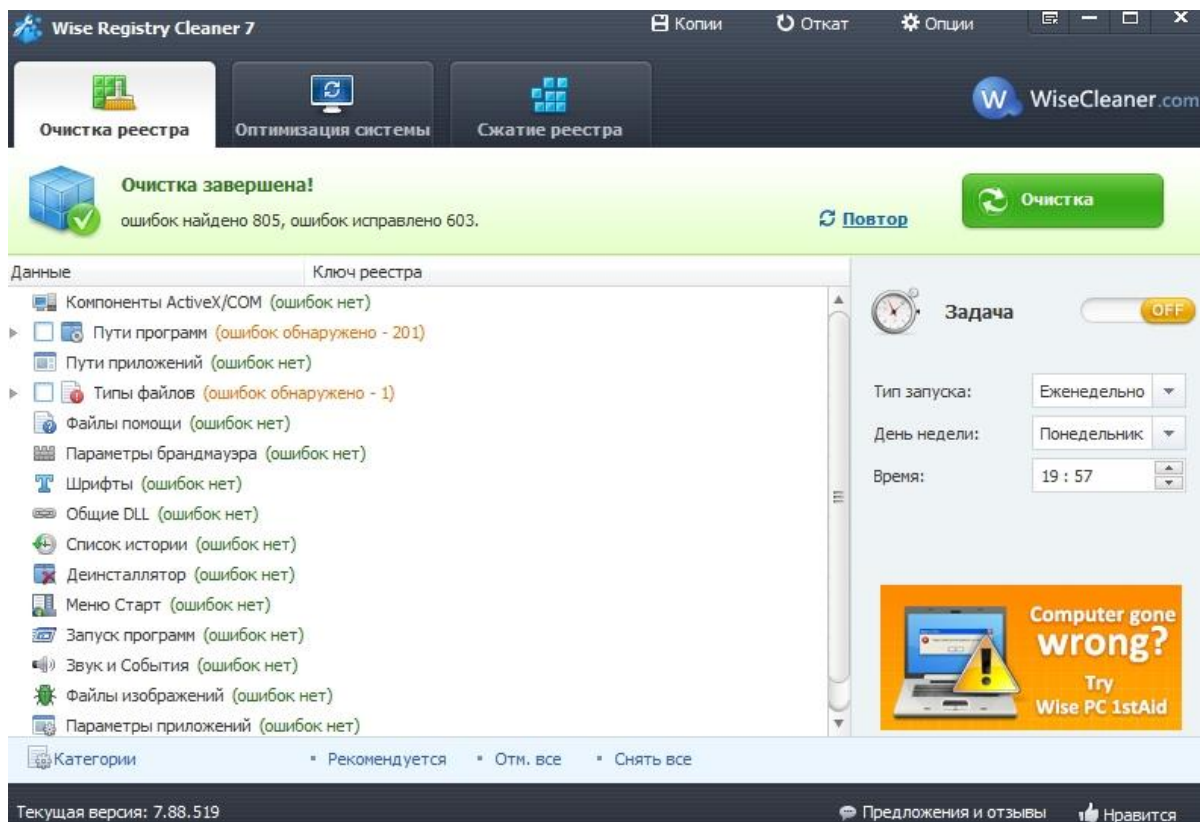 Wise Registry Cleaner 7
Копии
Откат
Опции
Очистка реестра
Оптимизация системы
Сжатие реестра
W WiseCleaner.com
Очистка завершена!
ошибок найдено 805, ошибок исправлено 603.
Повтор
Очистка
Данные
Ключ реестра
Компоненты ActiveX/COM (ошибок нет)
Пути программ (ошибок обнаружено - 201)
Пути приложений (ошибок нет)
Типы файлов (ошибок обнаружено - 1)
Файлы помощи (ошибок нет)
Параметры брандмауэра (ошибок нет)
Шрифты (ошибок нет)
Общие DLL (ошибок нет)
Список истории (ошибок нет)
Деинсталлятор (ошибок нет)
Меню Старт (ошибок нет)
Запуск программ (ошибок нет)
Звук и События (ошибок нет)
Файлы изображений (ошибок нет)
Параметры приложений (ошибок нет)
Задача
OFF
Тип запуска: Еженедельно
День недели: Понедельник
Время: 19 : 57
Computer gone
wrong?
Try
Wise PC 1stAid
Категории
Рекомендуется
Отм. все
Снять все
Текущая версия: 7.88.519
Предложения и отзывы
Нравится